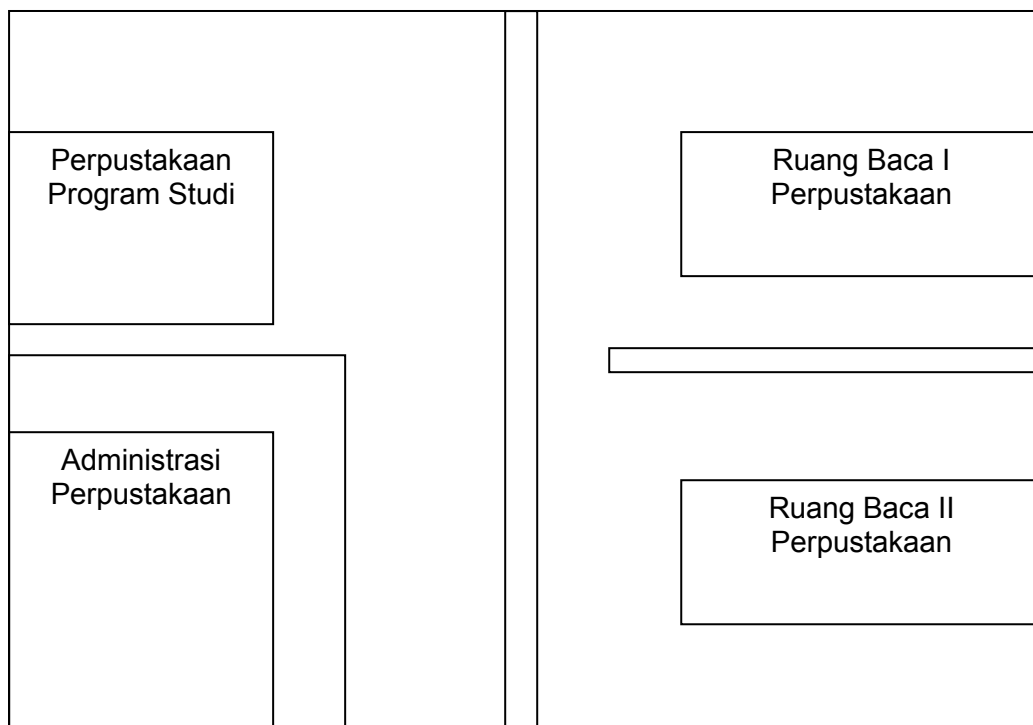 Perpustakaan
Program Studi
Ruang Baca I
Perpustakaan
Administrasi
Perpustakaan
Ruang Baca II
Perpustakaan